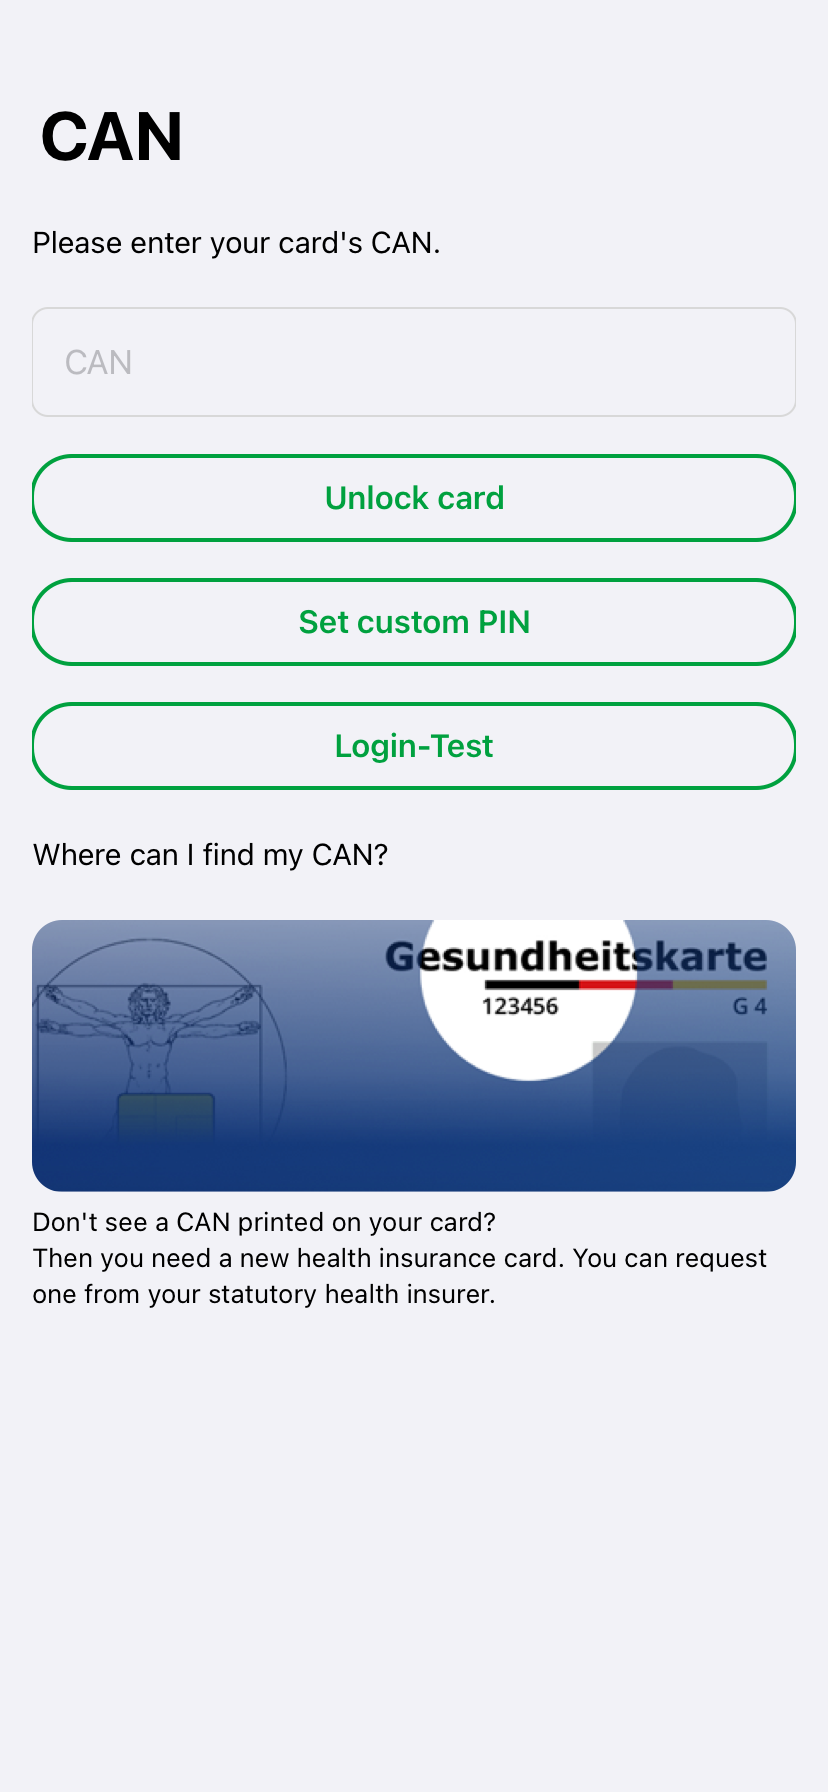 CAN
Please enter your card's CAN.
CAN
Unlock card
Set custom PIN
Login-Test
Where can I find my CAN?
Gesundheitskarte
123456 G 4
Don't see a CAN printed on your card?
Then you need a new health insurance card. You can request
one from your statutory health insurer.